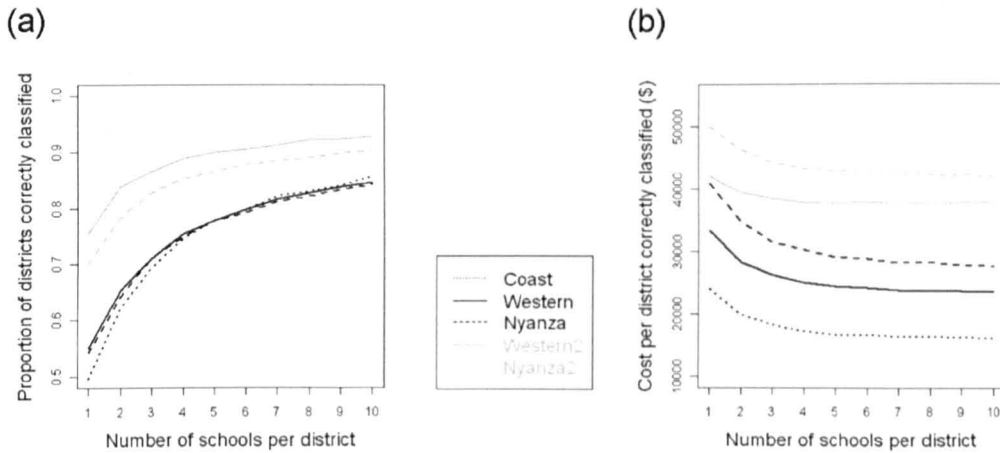 (a)
Proportion of districts correctly classified
1.0
0.9
0.8
0.7
0.6
0.5
1 2 3 4 5 6 7 8 9 10
Number of schools per district
Coast
Western
Nyanza
Western2
Nyanza2
(b)
Cost per district correctly classified ($)
50000
40000
30000
20000
10000
1 2 3 4 5 6 7 8 9 10
Number of schools per district